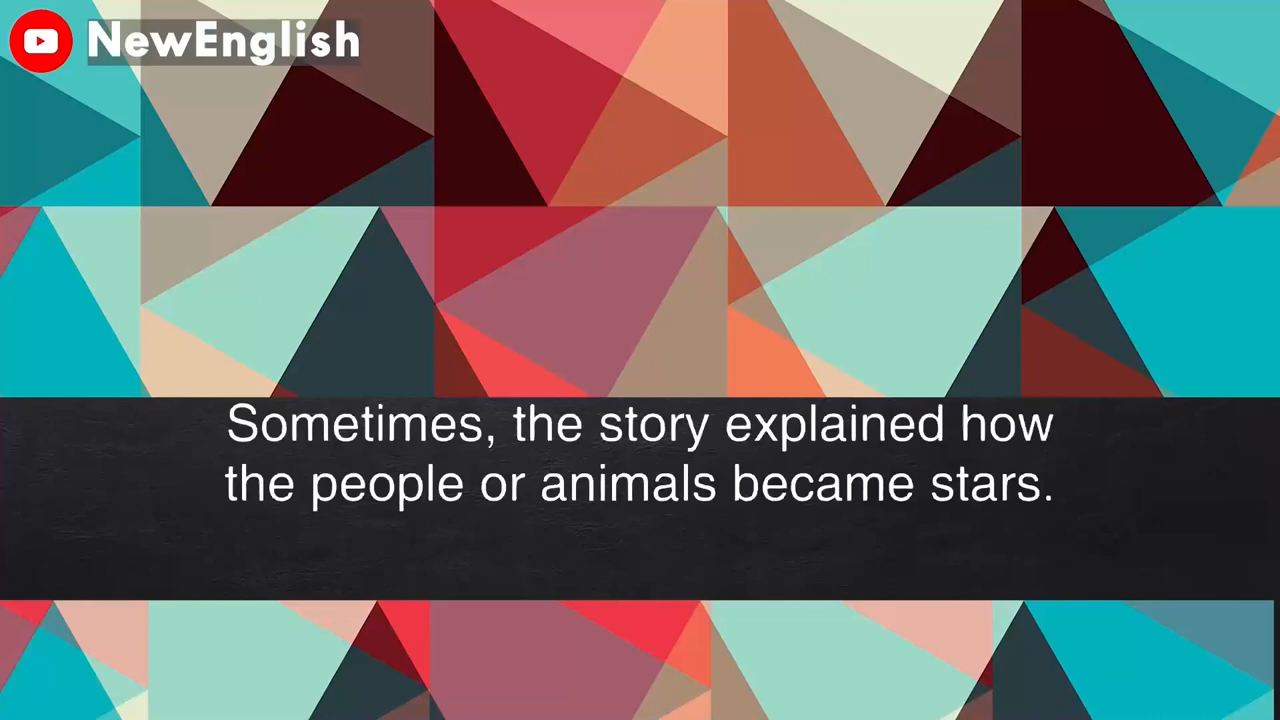 NewEnglish
Sometimes, the story explained how
the people or animals became stars.